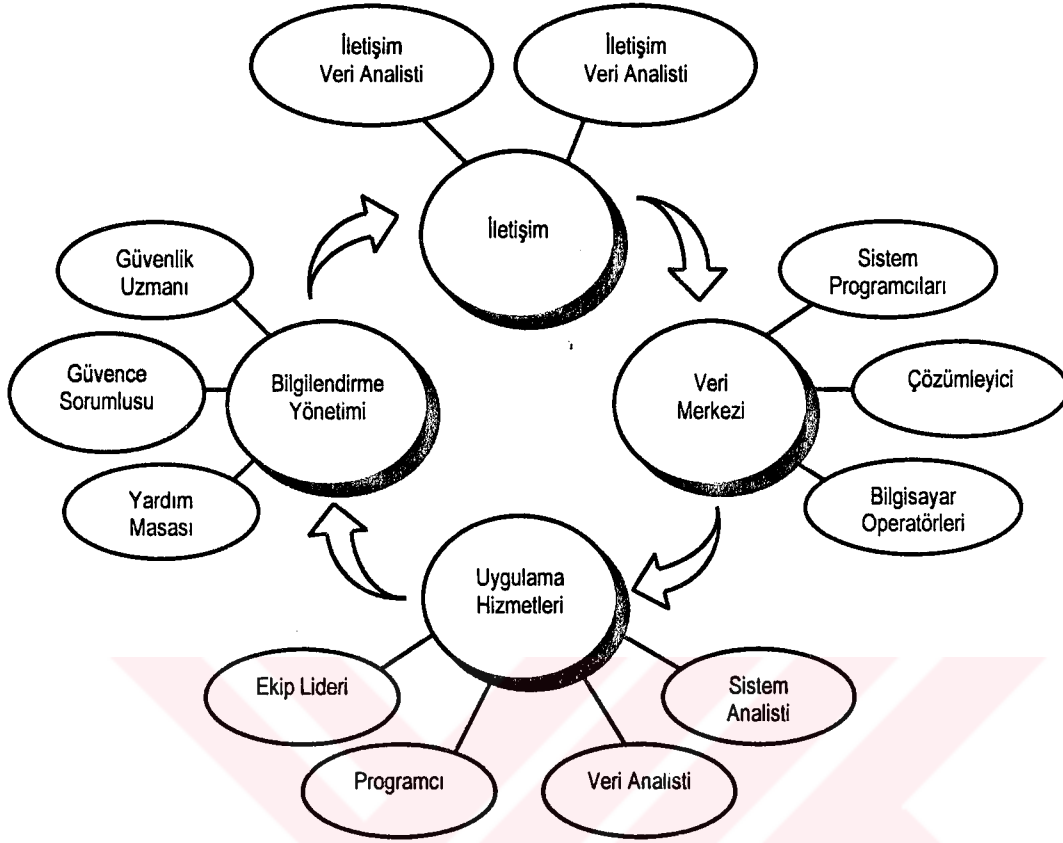 İletişim
Veri Analisti
İletişim
Veri Analisti
İletişim
Güvenlik
Uzmanı
Güvence
Sorumlusu
Yardım
Masası
Bilgilendirme
Yönetimi
Veri
Merkezi
Sistem
Programcıları
Çözümleyici
Bilgisayar
Operatörleri
Uygulama
Hizmetleri
Ekip Lideri
Programcı
Veri Analisti
Sistem
Analisti